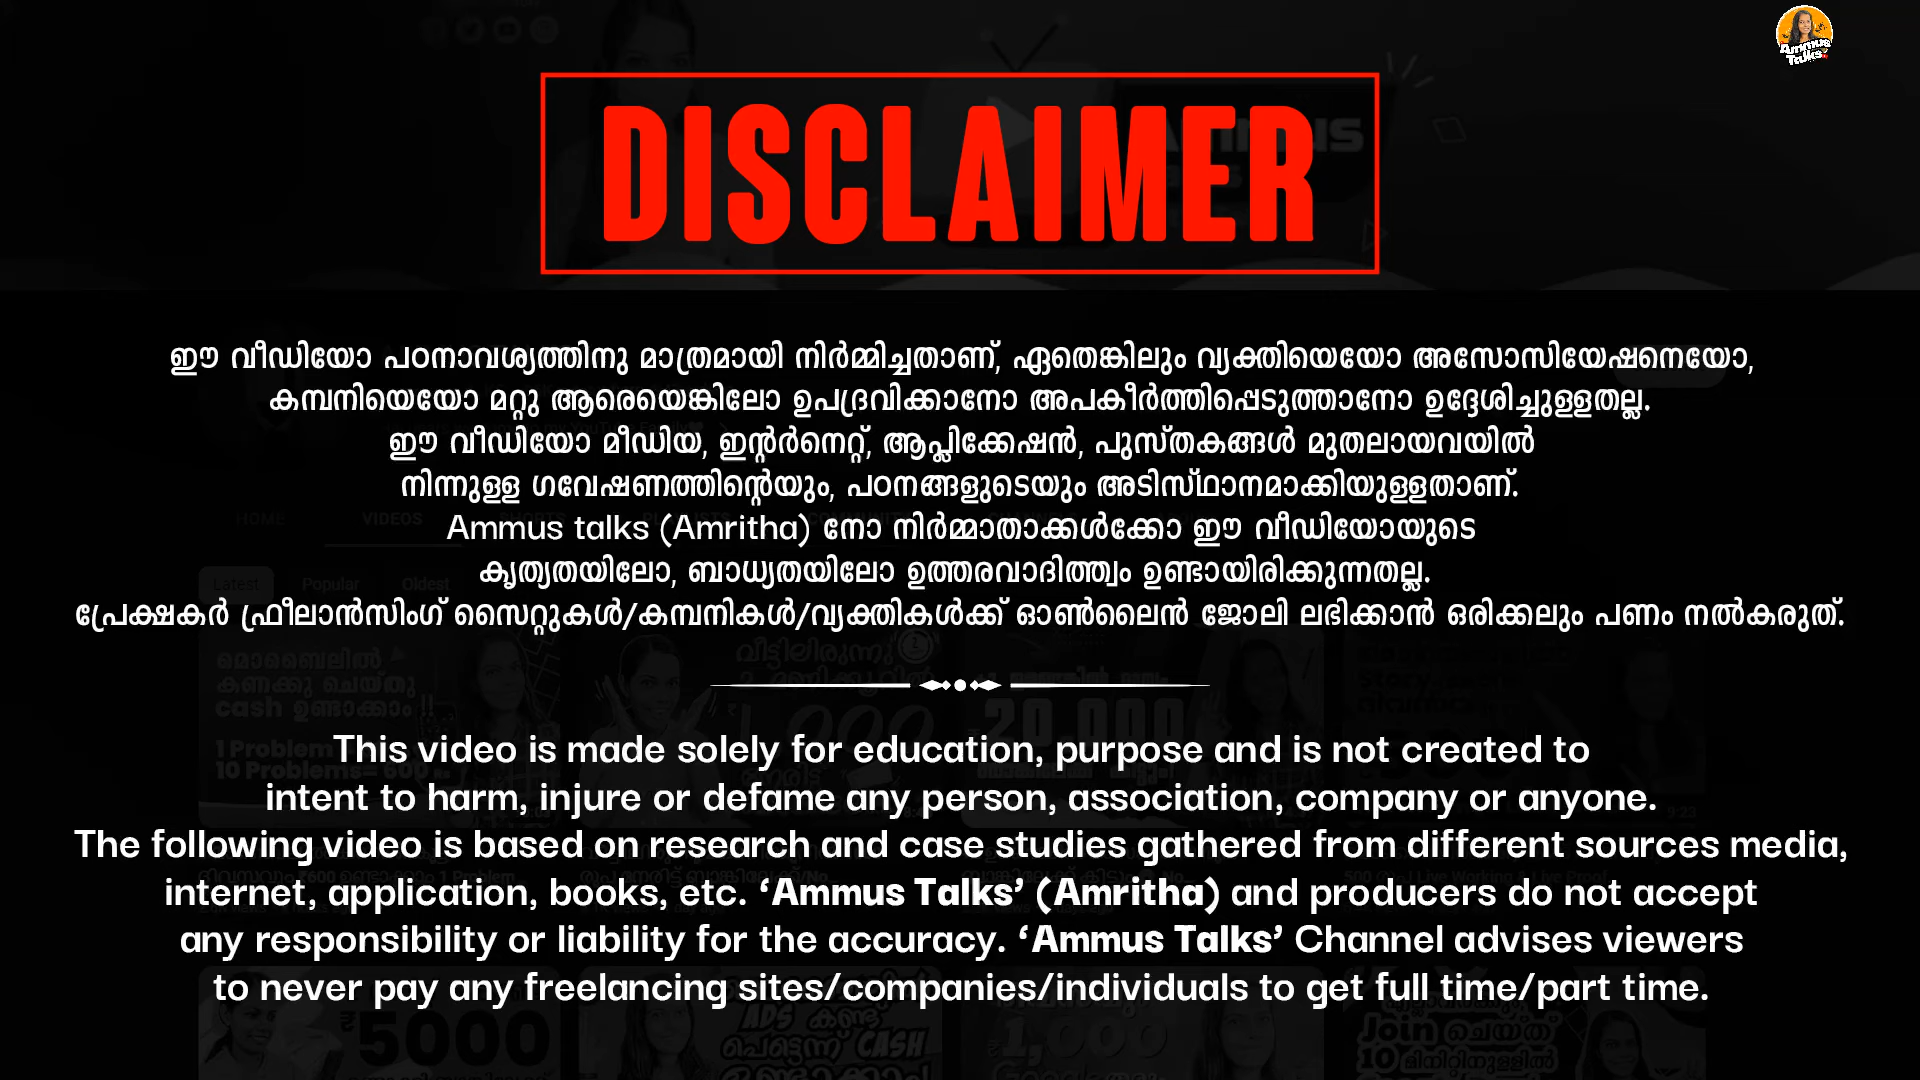 Ammus Talks
DISCLAIMER
ഈ വീഡിയോ പഠനാവശ്യത്തിനു മാത്രമായി നിർമ്മിച്ചതാണ്, ഏതെങ്കിലും വ്യക്തിയെയോ അസോസിയേഷനെയോ,
കമ്പനിയെയോ മറ്റു ആരെയെങ്കിലോ ഉപദ്രവിക്കാനോ അപകീർത്തിപ്പെടുത്താനോ ഉദ്ദേശിച്ചുള്ളതല്ല.
ഈ വീഡിയോ മീഡിയ, ഇന്റർനെറ്റ്, ആപ്ലിക്കേഷൻ, പുസ്തകങ്ങൾ മുതലായവയിൽ
നിന്നുള്ള ഗവേഷണത്തിന്റെയും, പഠനങ്ങളുടെയും അടിസ്ഥാനമാക്കിയുള്ളതാണ്.
Ammus talks (Amritha) നോ നിർമ്മാതാക്കൾക്കോ ഈ വീഡിയോയുടെ
കൃത്യതയിലോ, ബാധ്യതയിലോ ഉത്തരവാദിത്ത്വം ഉണ്ടായിരിക്കുന്നതല്ല.
പ്രേക്ഷകർ ഫ്രീലാൻസിംഗ് സൈറ്റുകൾ/കമ്പനികൾ/വ്യക്തികൾക്ക് ഓൺലൈൻ ജോലി ലഭിക്കാൻ ഒരിക്കലും പണം നൽകരുത്.
This video is made solely for education, purpose and is not created to
intent to harm, injure or defame any person, association, company or anyone.
The following video is based on research and case studies gathered from different sources media,
internet, application, books, etc. ‘Ammus Talks’ (Amritha) and producers do not accept
any responsibility or liability for the accuracy. ‘Ammus Talks’ Channel advises viewers
to never pay any freelancing sites/companies/individuals to get full time/part time.